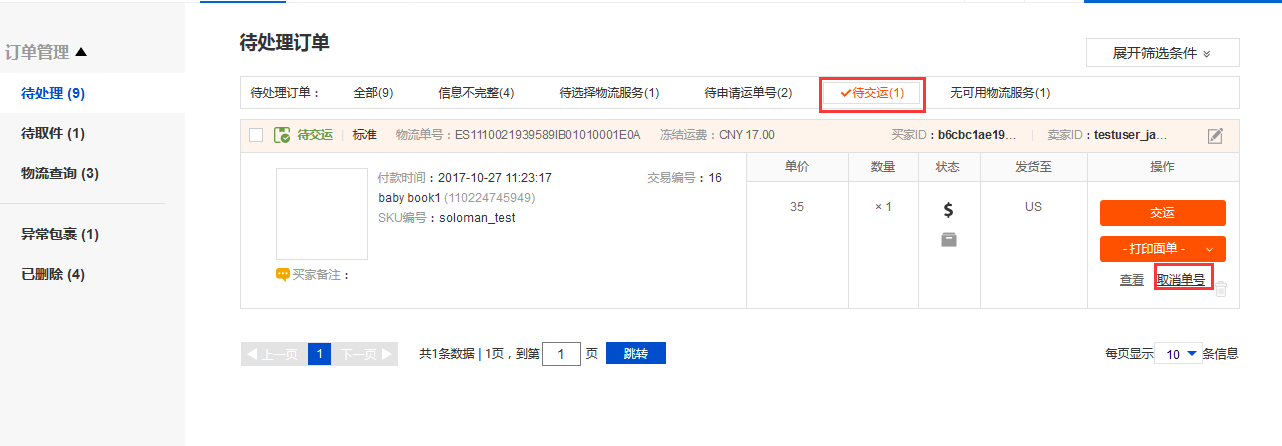 订单管理
待处理 (9)
待取件 (1)
物流查询 (3)
异常包裹 (1)
已删除 (4)
待处理订单
展开筛选条件
待处理订单： 全部(9) 信息不完整(4) 待选择物流服务(1) 待申请运单号(2) 待交运(1) 无可用物流服务(1)
待交运 | 标准 物流单号：ES1110021939589IB01010001E0A 冻结运费：CNY 17.00 买家ID：b6cbc1ae19... 卖家ID：testuser_ja...
单价 数量 状态 发货至 操作
付款时间：2017-10-27 11:23:17 交易编号：16
baby book1 (110224745949)
SKU编号：soloman_test
买家备注：
35 × 1 $ US
交运
- 打印面单 -
查看 取消单号
上一页 1 下一页 共1条数据 | 1页，到第 1 页 跳转 每页显示 10 条信息